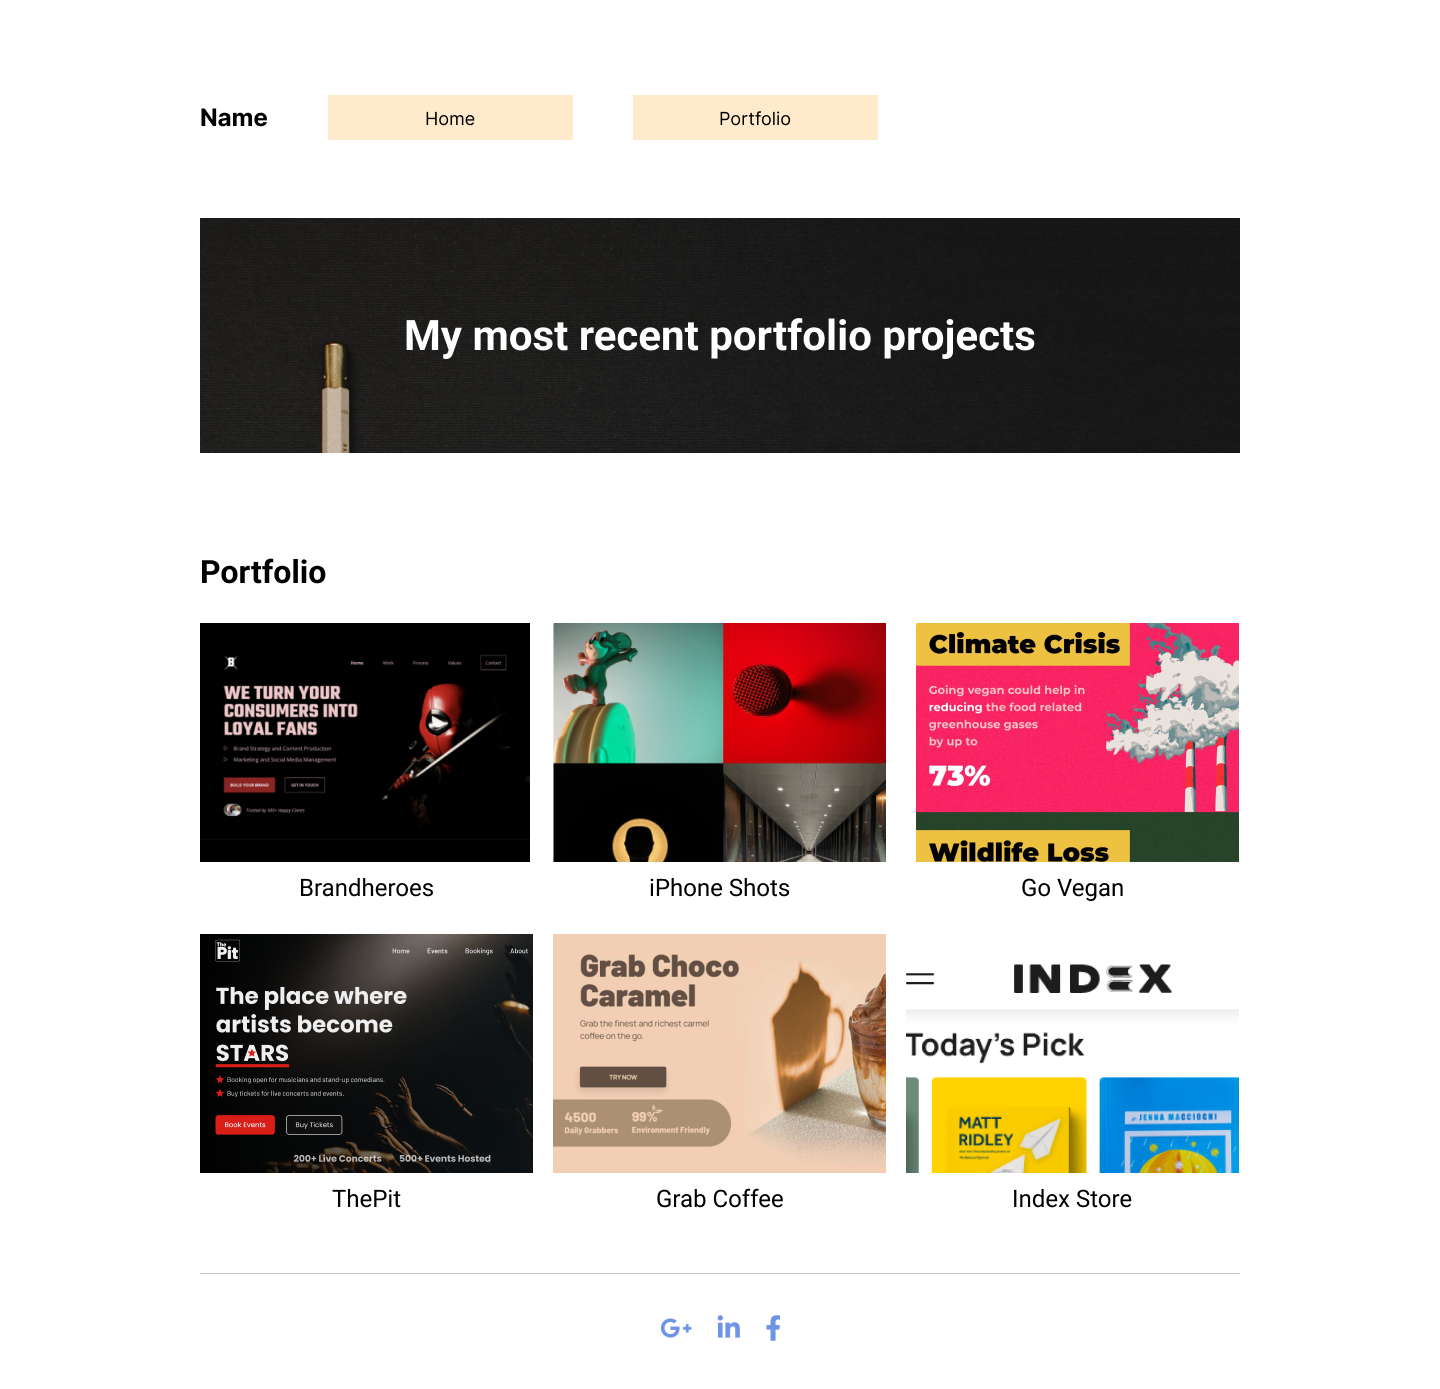 Name
Home
Portfolio
My most recent portfolio projects
Portfolio
Home Work Process Values Contact
WE TURN YOUR
CONSUMERS INTO
LOYAL FANS
Brand Strategy and Content Production
Marketing and Social Media Management
BUILD YOUR BRAND GET IN TOUCH
Trusted by 500+ Happy Clients
Brandheroes
iPhone Shots
Climate Crisis
Going vegan could help in
reducing the food related
greenhouse gases
by up to
73%
Wildlife Loss
Go Vegan
The
Pit
Home Events Bookings About
The place where
artists become
STARS
Booking open for musicians and stand-up comedians.
Buy tickets for live concerts and events.
Book Events Buy Tickets
200+ Live Concerts 500+ Events Hosted
ThePit
Grab Choco
Caramel
Grab the finest and richest carmel
coffee on the go.
TRY NOW
4500
Daily Grabbers
99%
Environment Friendly
Grab Coffee
INDEX
Today's Pick
MATT
RIDLEY
JENNA MACCIOCHI
Index Store
G+ in f